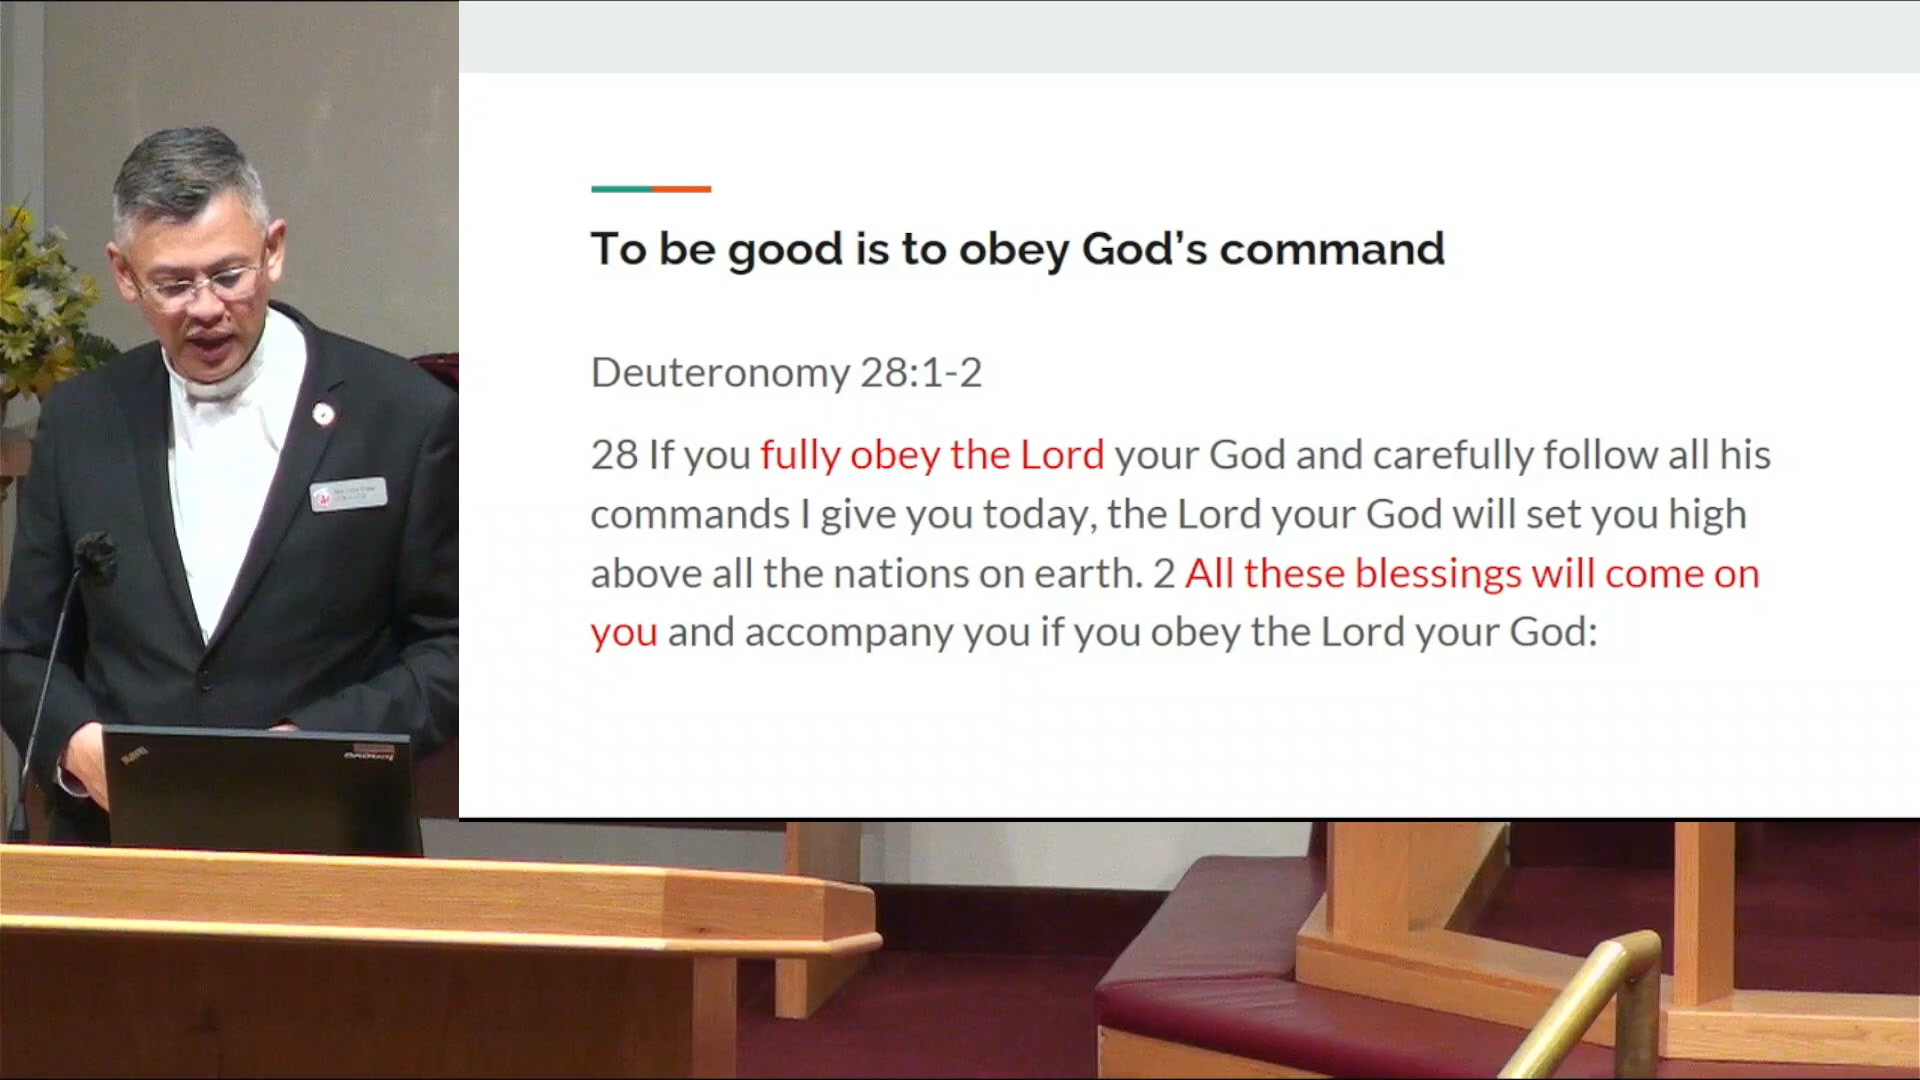 To be good is to obey God’s command
Deuteronomy 28:1-2
28 If you fully obey the Lord your God and carefully follow all his
commands I give you today, the Lord your God will set you high
above all the nations on earth. 2 All these blessings will come on
you and accompany you if you obey the Lord your God:
ThinkPad
lenovo